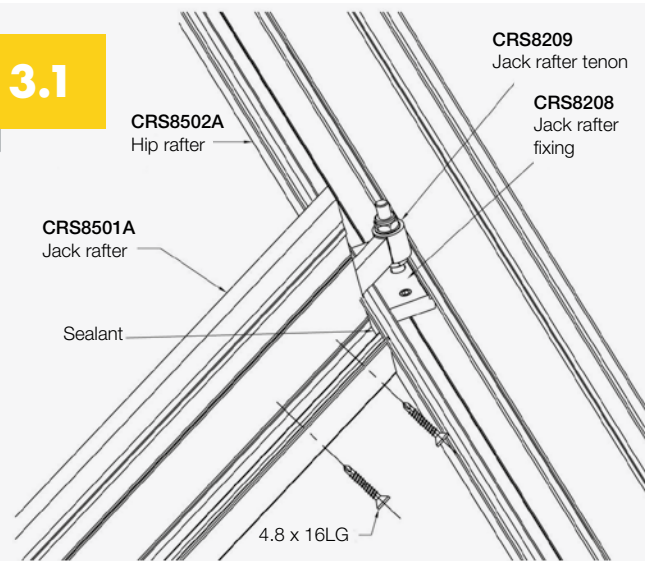 3.1
CRS8209
Jack rafter tenon
CRS8208
Jack rafter
fixing
CRS8502A
Hip rafter
CRS8501A
Jack rafter
Sealant
4.8 x 16LG